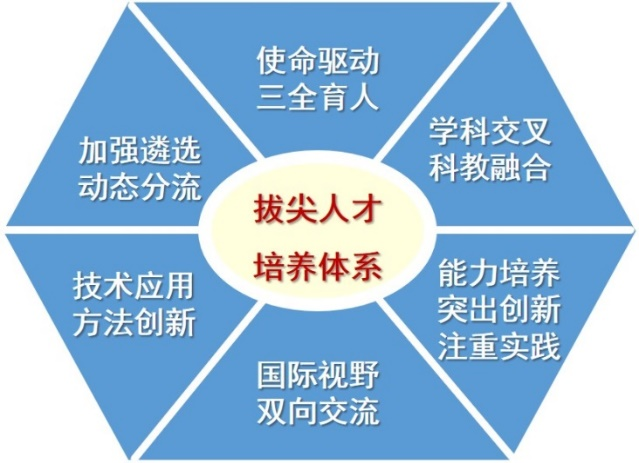 使命驱动
三全育人
学科交叉
科教融合
加强遴选
动态分流
拔尖人才
培养体系
能力培养
突出创新
注重实践
技术应用
方法创新
国际视野
双向交流